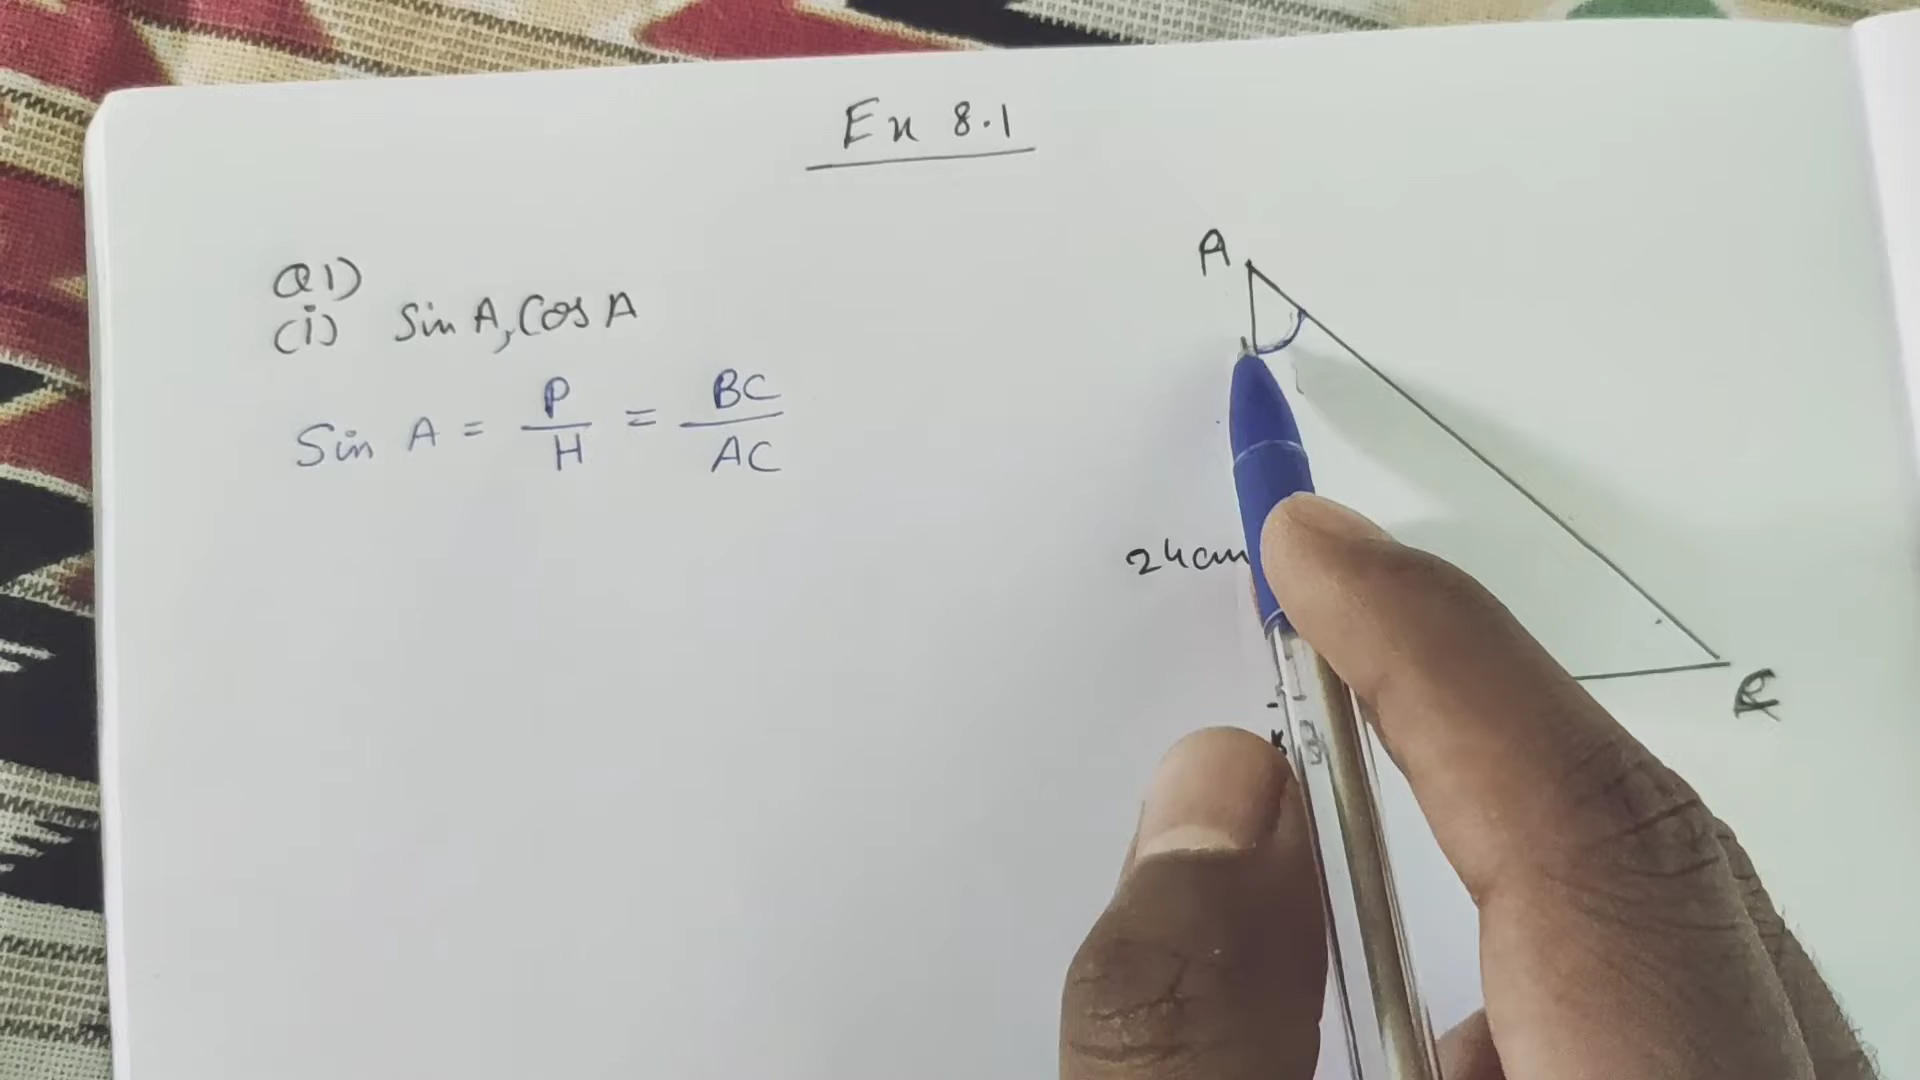 Ex 8.1
Q1)
(i) Sin A, Cos A
Sin A = P/H = BC/AC
A
24cm
C